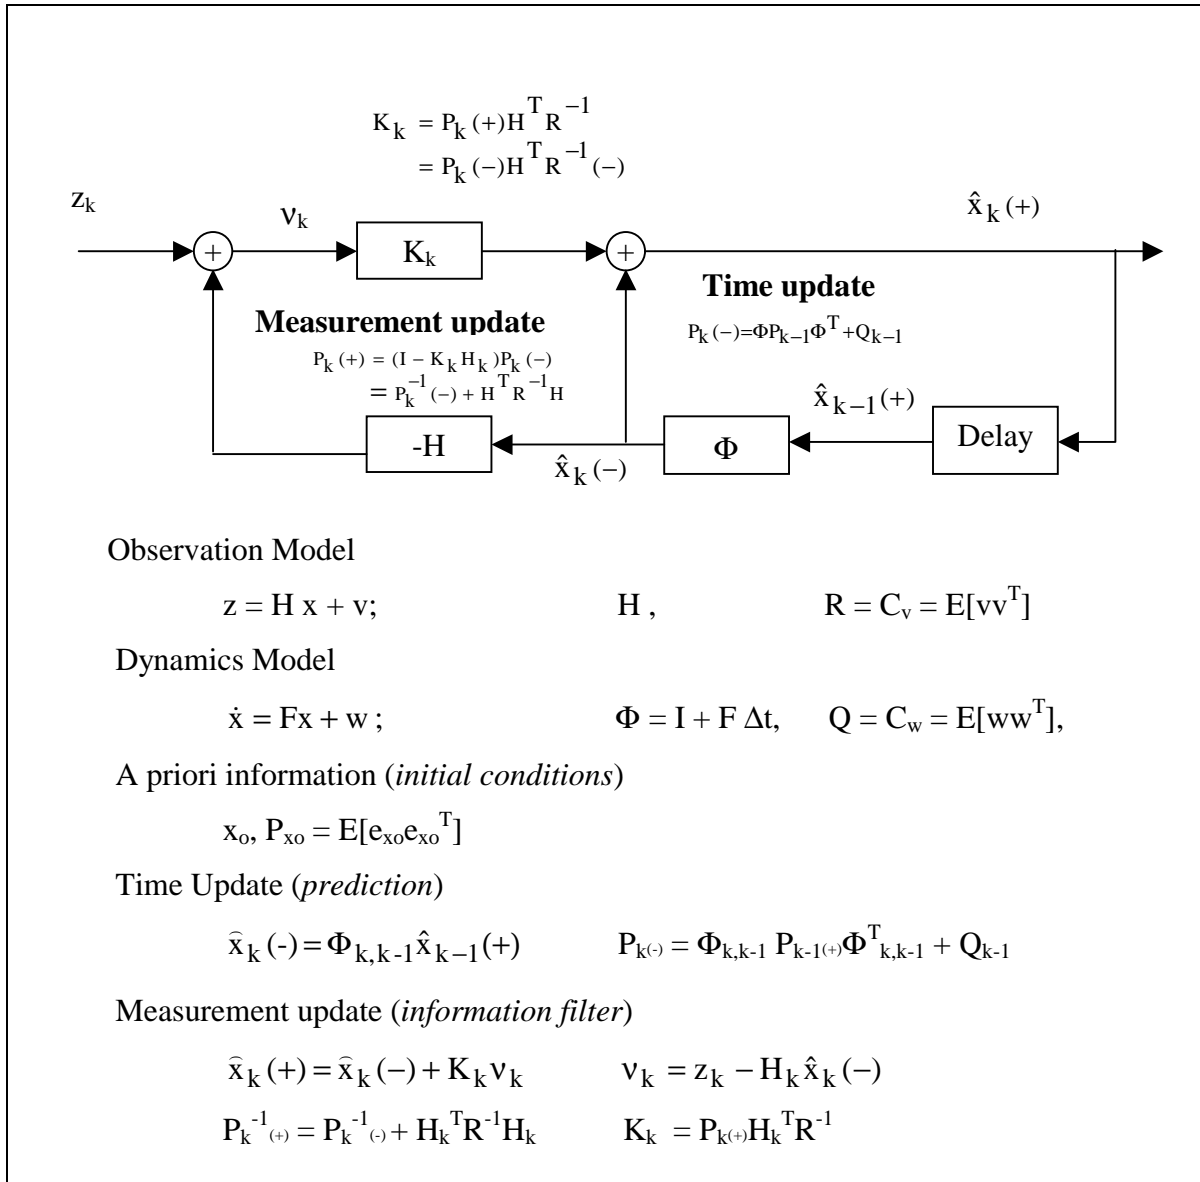 K_k = P_k(+)H^T R^−1
= P_k(−)H^T R^−1(−)
z_k
ν_k
x̂_k(+)
+
K_k
+
Time update
Measurement update
P_k(−)=ΦP_k−1Φ^T+Q_k−1
P_k(+) = (I − K_k H_k)P_k(−)
= P_k^−1(−) + H^T R^−1 H
x̂_k−1(+)
-H
x̂_k(−)
Φ
Delay
Observation Model
z = H x + v; H , R = C_v = E[vv^T]
Dynamics Model
ẋ = Fx + w ; Φ = I + F Δt, Q = C_w = E[ww^T],
A priori information (initial conditions)
x_o, P_xo = E[e_xo e_xo^T]
Time Update (prediction)
x̂_k(-) = Φ_k,k-1 x̂_k−1(+) P_k(-) = Φ_k,k-1 P_k-1(+) Φ^T_k,k-1 + Q_k-1
Measurement update (information filter)
x̂_k(+) = x̂_k(−) + K_k ν_k ν_k = z_k − H_k x̂_k(−)
P_k^-1(+) = P_k^-1(-) + H_k^T R^-1 H_k K_k = P_k(+) H_k^T R^-1